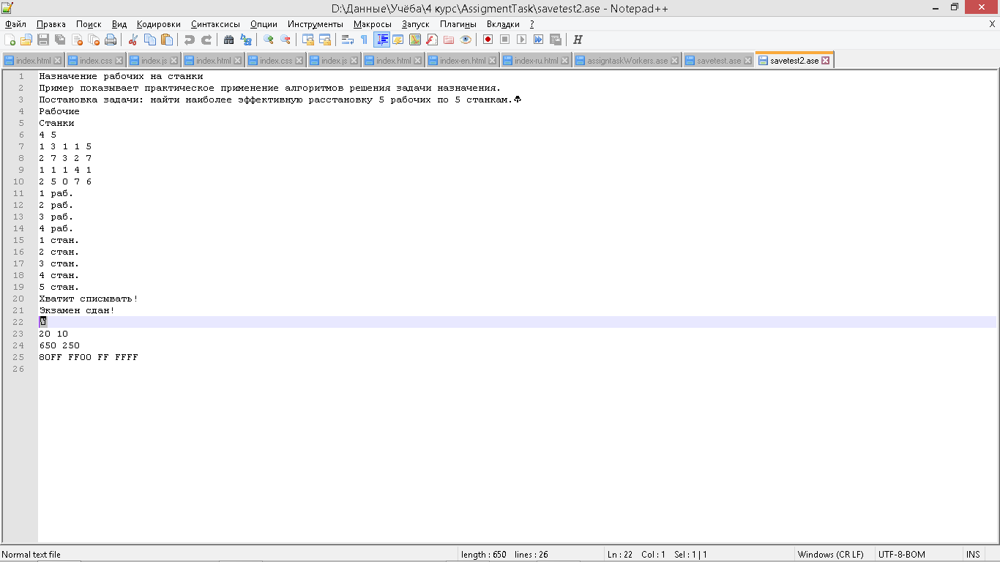 D:\Данные\Учёба\4 курс\AssigmentTask\savetest2.ase - Notepad++
Файл Правка Поиск Вид Кодировки Синтаксисы Опции Инструменты Макросы Запуск Плагины Вкладки ? X
index.html index.css index.js index.html index.css index.js index.html index-en.html index-ru.html assigntaskWorkers.ase savetest.ase savetest2.ase
1 Назначение рабочих на станки
2 Пример показывает практическое применение алгоритмов решения задачи назначения.
3 Постановка задачи: найти наиболее эффективную расстановку 5 рабочих по 5 станкам.
4 Рабочие
5 Станки
6 4 5
7 1 3 1 1 5
8 2 7 3 2 7
9 1 1 1 4 1
10 2 5 0 7 6
11 1 раб.
12 2 раб.
13 3 раб.
14 4 раб.
15 1 стан.
16 2 стан.
17 3 стан.
18 4 стан.
19 5 стан.
20 Хватит списывать!
21 Экзамен сдан!
22
23 20 10
24 650 250
25 80FF FF00 FF FFFF
26
Normal text file length : 650 lines : 26 Ln : 22 Col : 1 Sel : 1 | 1 Windows (CR LF) UTF-8-BOM INS